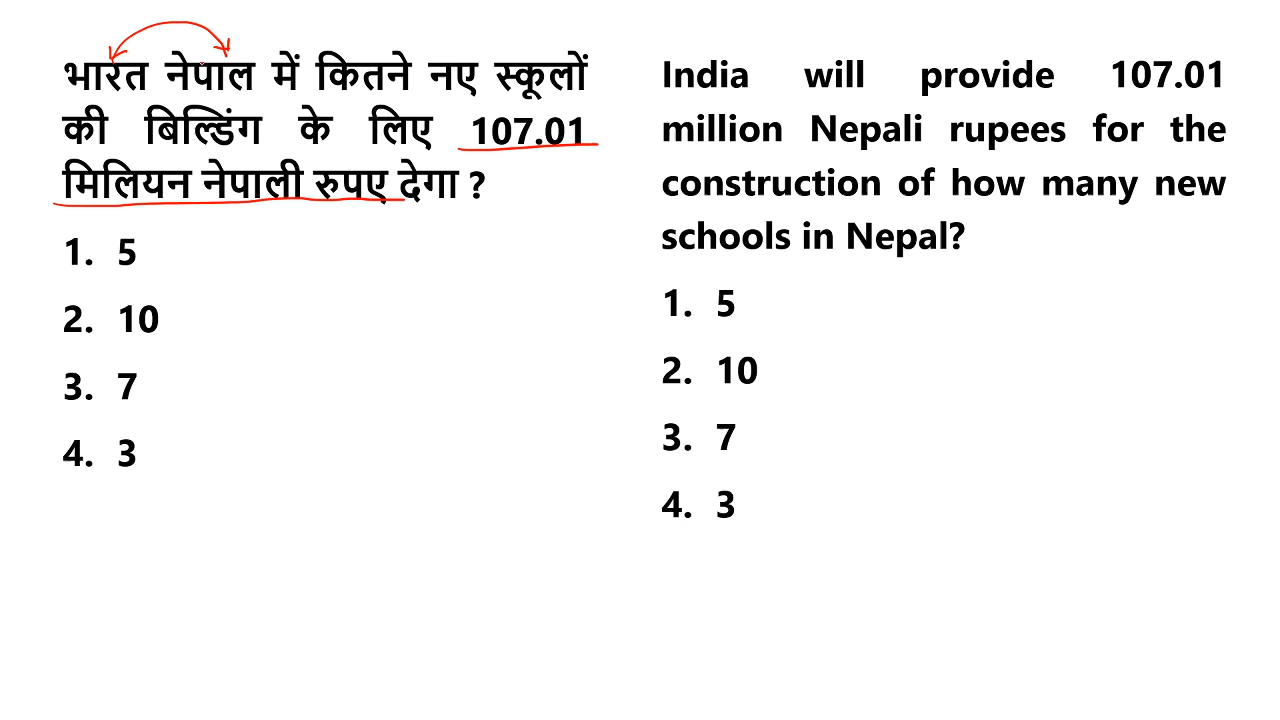 भारत नेपाल में कितने नए स्कूलों
की बिल्डिंग के लिए 107.01
मिलियन नेपाली रुपए देगा ?
1. 5
2. 10
3. 7
4. 3
India will provide 107.01
million Nepali rupees for the
construction of how many new
schools in Nepal?
1. 5
2. 10
3. 7
4. 3